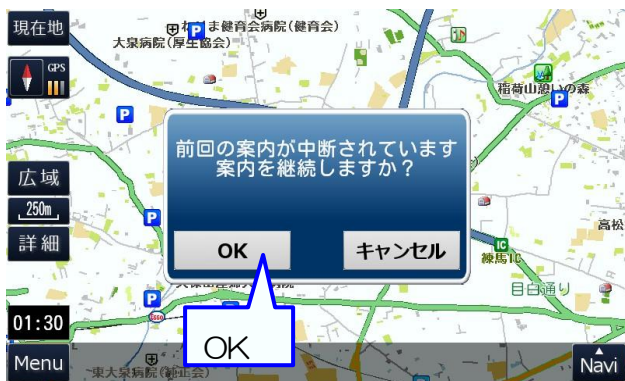 現在地
ねりま健育会病院(健育会)
大泉病院(厚生協会)
GPS
稲荷山憩いの森
P
P
P
前回の案内が中断されています
案内を継続しますか？
広域
250m
P
詳細
高松
OK
キャンセル
IC
練馬IC
目白通り
P
01:30
OK
Menu
東大泉病院(
Navi